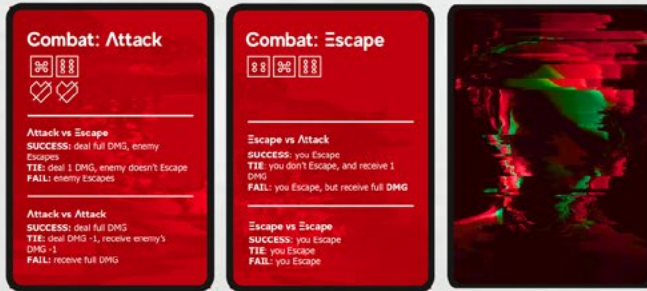 Combat: Attack
Attack vs Escape
SUCCESS: deal full DMG, enemy
Escapes
TIE: deal 1 DMG, enemy doesn't Escape
FAIL: enemy Escapes
Attack vs Attack
SUCCESS: deal full DMG
TIE: deal DMG -1, receive enemy's
DMG -1
FAIL: receive full DMG
Combat: Escape
Escape vs Attack
SUCCESS: you Escape
TIE: you don't Escape, and receive 1
DMG
FAIL: you Escape, but receive full DMG
Escape vs Escape
SUCCESS: you Escape
TIE: you Escape
FAIL: you Escape